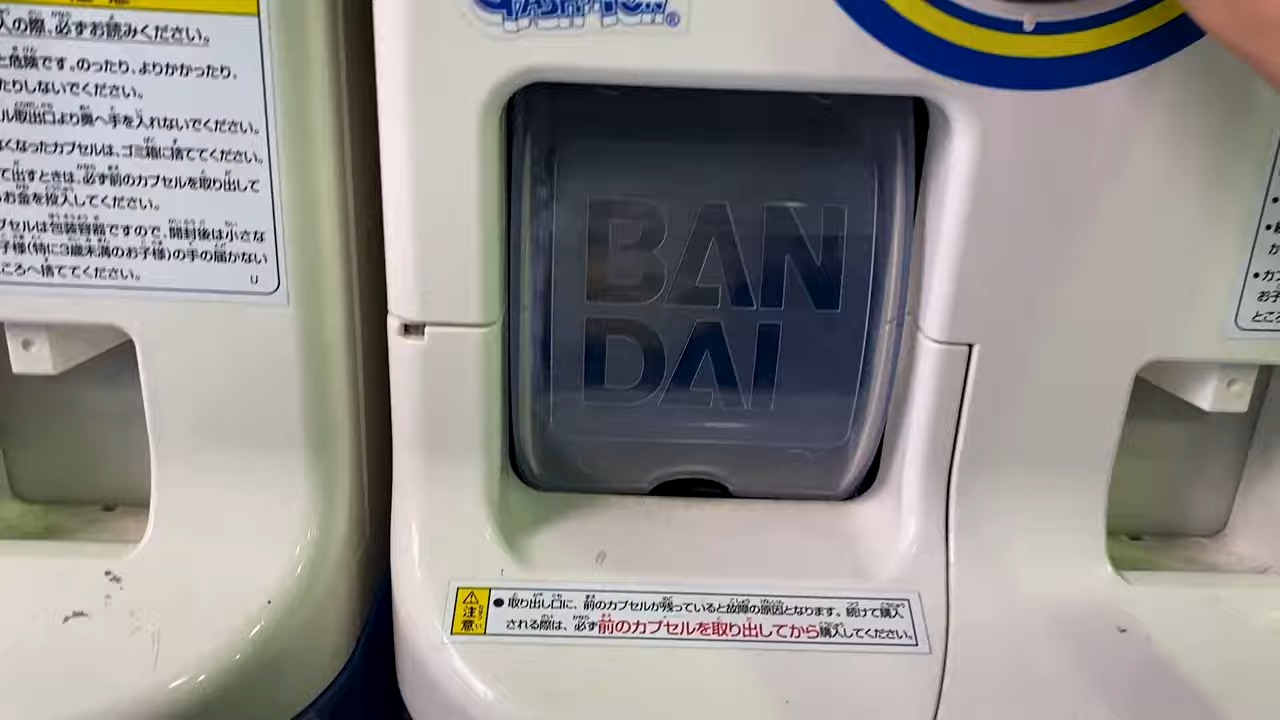 人の際、必ずお読みください。
と危険です。のったり、よりかかったり、
たりしないでください。
ル取出口より奥へ手を入れないでください。
なくなったカプセルは、ゴミ箱に捨ててください。
て出すときは、必ず前のカプセルを取り出して
お金を投入してください。
プセルは包装容器ですので、開封後は小さな
子様(特に3歳未満のお子様)の手の届かない
ころへ捨ててください。
U
BAN
DAI
注意
●取り出し口に、前のカプセルが残っていると故障の原因となります。続けて購入
される際は、必ず前のカプセルを取り出してから購入してください。
●カプ
お子
ところ